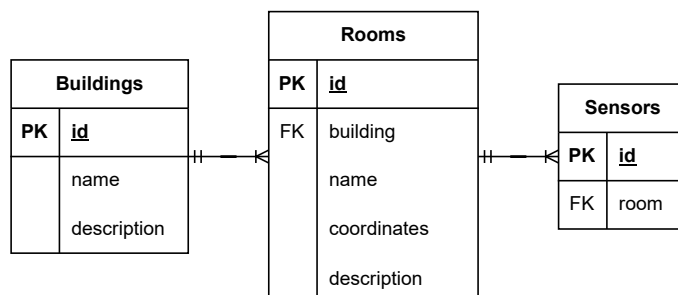 Buildings
PK id
name
description
Rooms
PK id
FK building
name
coordinates
description
Sensors
PK id
FK room